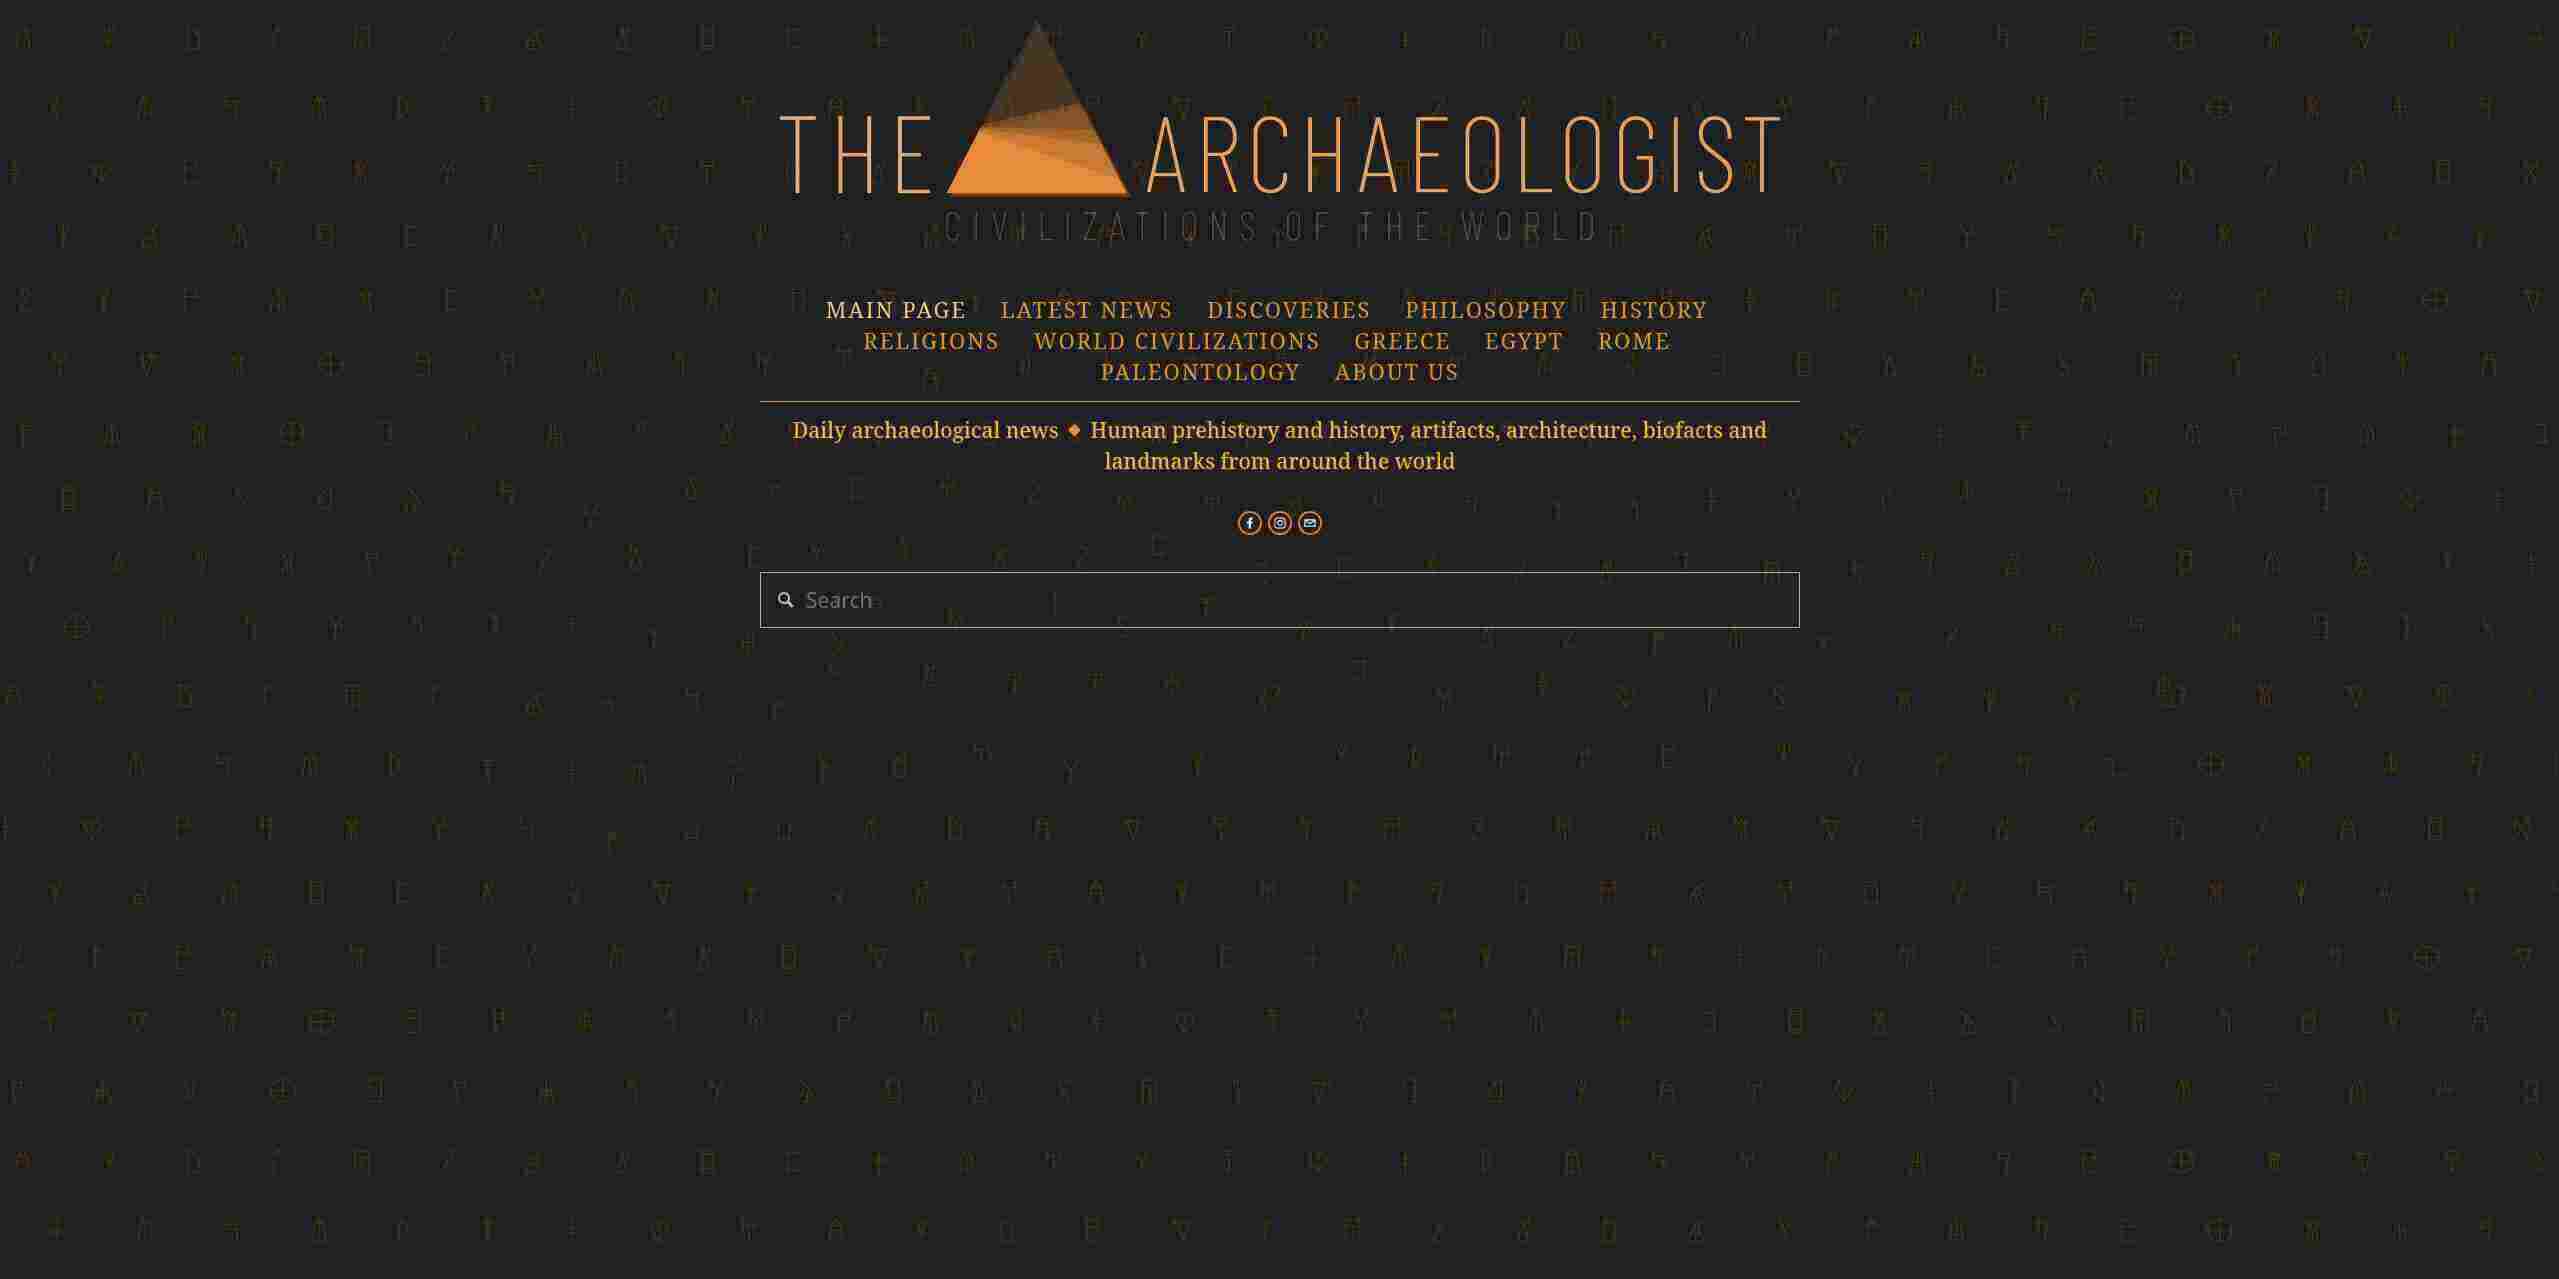 THE ARCHAEOLOGIST
CIVILIZATIONS OF THE WORLD
MAIN PAGE LATEST NEWS DISCOVERIES PHILOSOPHY HISTORY
RELIGIONS WORLD CIVILIZATIONS GREECE EGYPT ROME
PALEONTOLOGY ABOUT US
Daily archaeological news 🔸 Human prehistory and history, artifacts, architecture, biofacts and
landmarks from around the world
Search